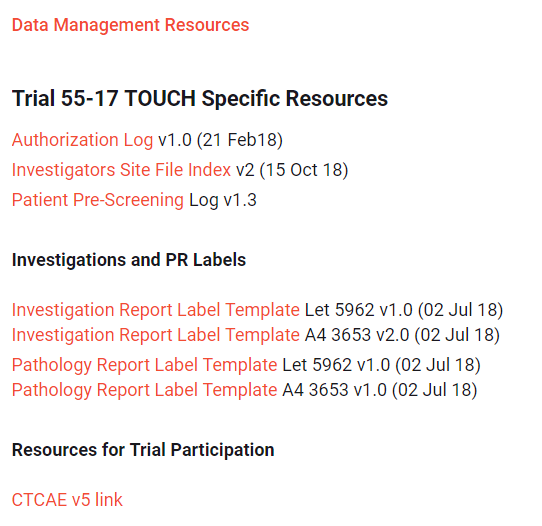 Data Management Resources
Trial 55-17 TOUCH Specific Resources
Authorization Log v1.0 (21 Feb18)
Investigators Site File Index v2 (15 Oct 18)
Patient Pre-Screening Log v1.3
Investigations and PR Labels
Investigation Report Label Template Let 5962 v1.0 (02 Jul 18)
Investigation Report Label Template A4 3653 v2.0 (02 Jul 18)
Pathology Report Label Template Let 5962 v1.0 (02 Jul 18)
Pathology Report Label Template A4 3653 v1.0 (02 Jul 18)
Resources for Trial Participation
CTCAE v5 link